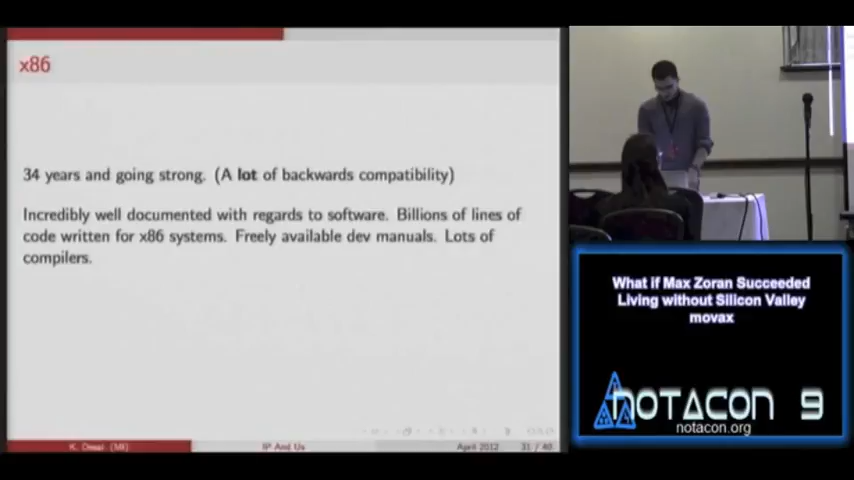 x86
34 years and going strong. (A lot of backwards compatibility)
Incredibly well documented with regards to software. Billions of lines of
code written for x86 systems. Freely available dev manuals. Lots of
compilers.
IP And Us
April 2012
31 / 40
What if Max Zoran Succeeded
Living without Silicon Valley
movax
NOTACON 9
notacon.org